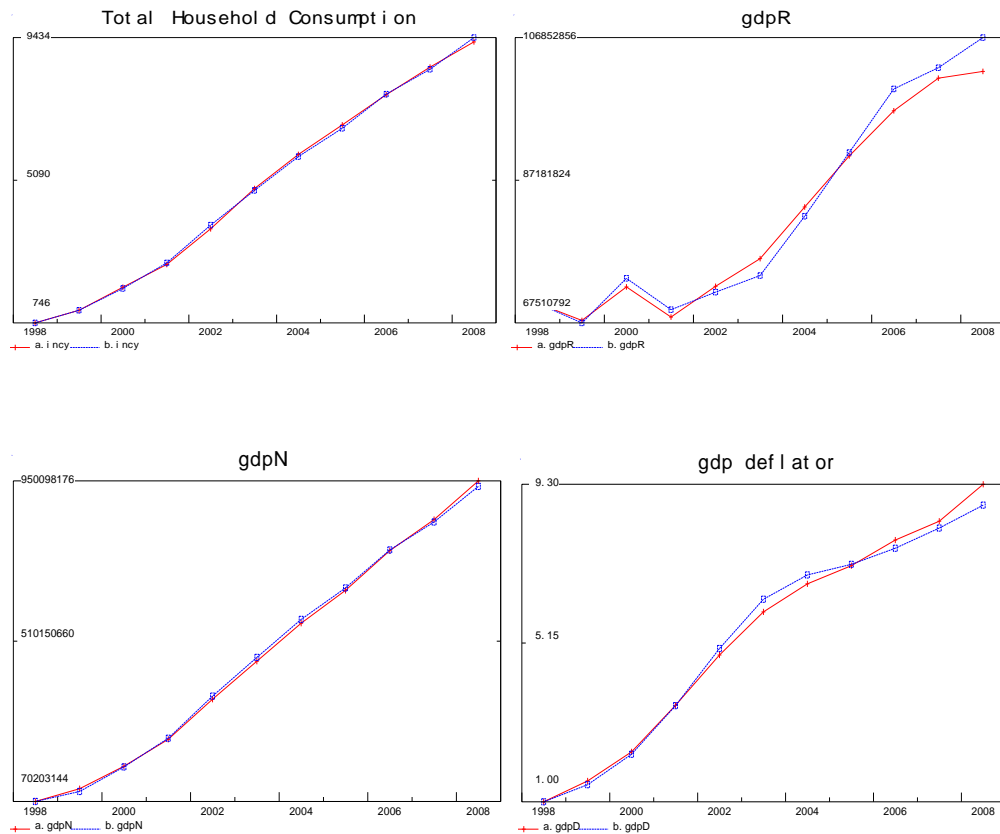 Total Household Consumption
9434
5090
746
1998 2000 2002 2004 2006 2008
a. incy b. incy
gdpR
106852856
87181824
67510792
1998 2000 2002 2004 2006 2008
a. gdpR b. gdpR
gdpN
950098176
510150660
70203144
1998 2000 2002 2004 2006 2008
a. gdpN b. gdpN
gdp deflator
9.30
5.15
1.00
1998 2000 2002 2004 2006 2008
a. gdpD b. gdpD